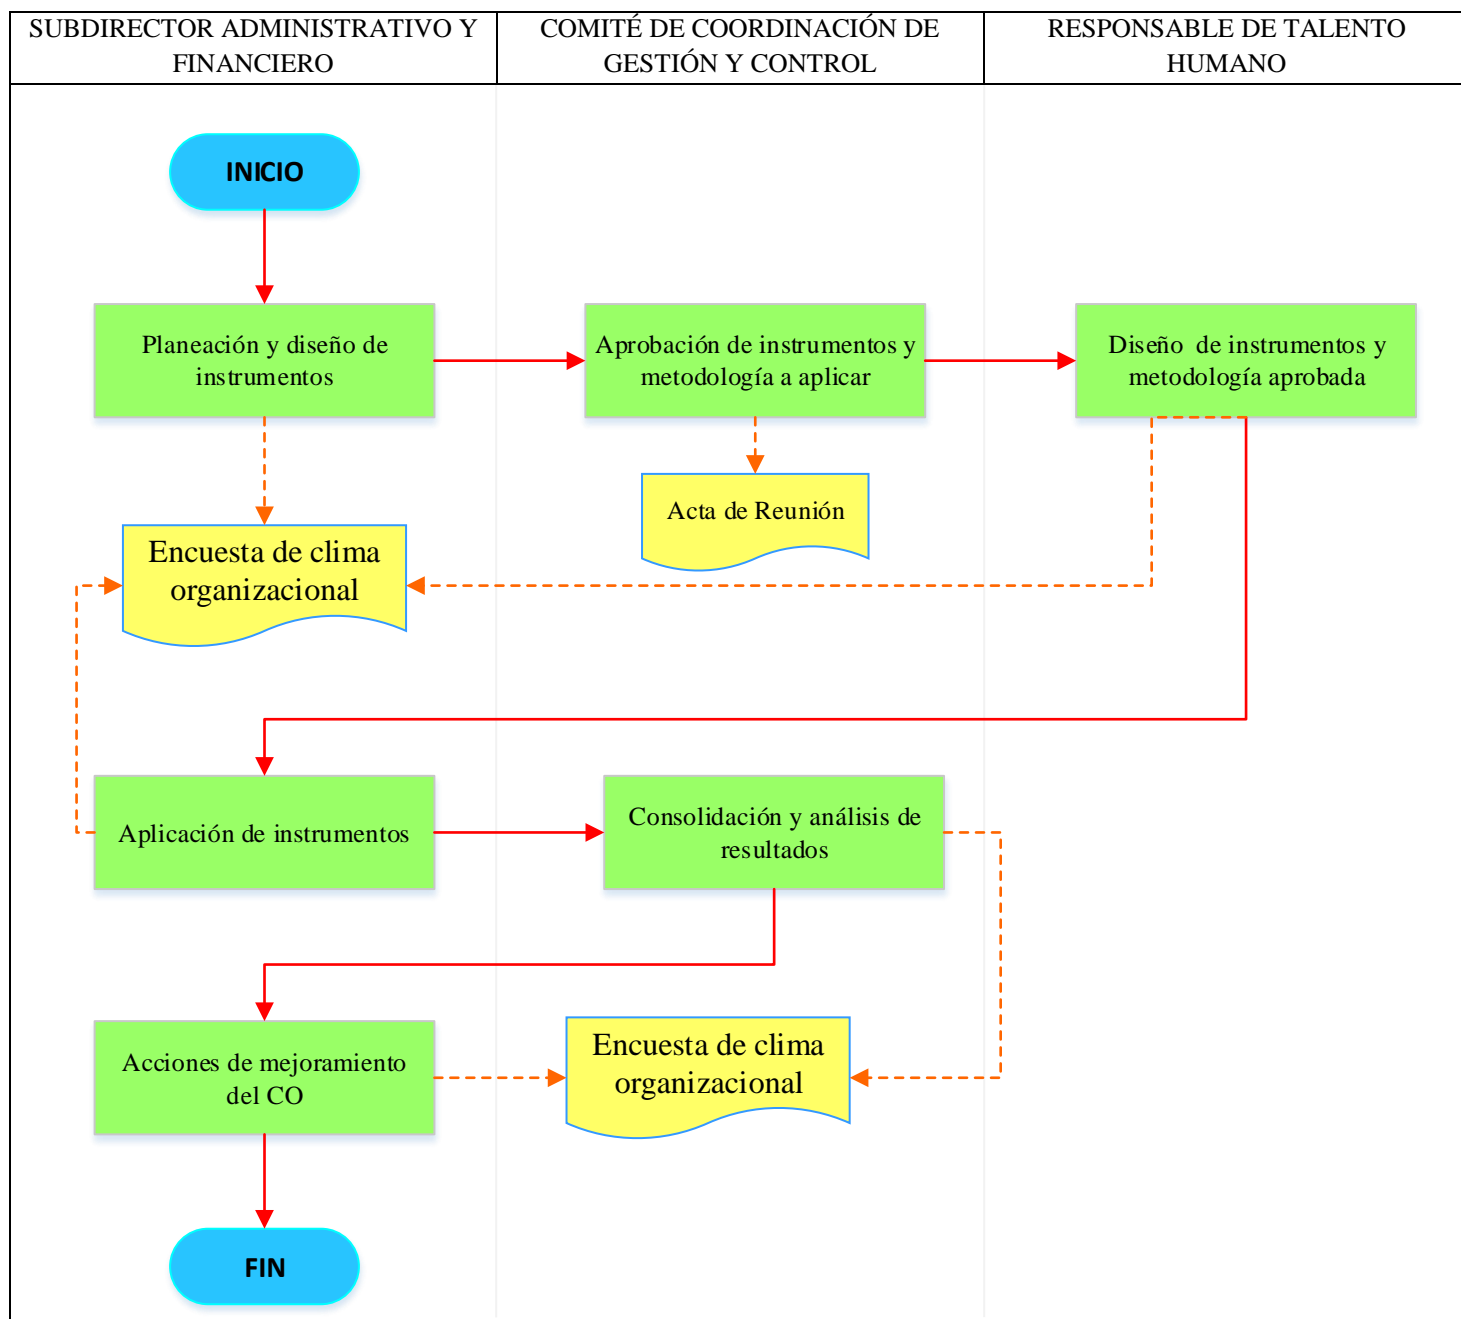 SUBDIRECTOR ADMINISTRATIVO Y
FINANCIERO
COMITÉ DE COORDINACIÓN DE
GESTIÓN Y CONTROL
RESPONSABLE DE TALENTO
HUMANO
INICIO
Planeación y diseño de
instrumentos
Aprobación de instrumentos y
metodología a aplicar
Diseño de instrumentos y
metodología aprobada
Acta de Reunión
Encuesta de clima
organizacional
Aplicación de instrumentos
Consolidación y análisis de
resultados
Acciones de mejoramiento
del CO
Encuesta de clima
organizacional
FIN